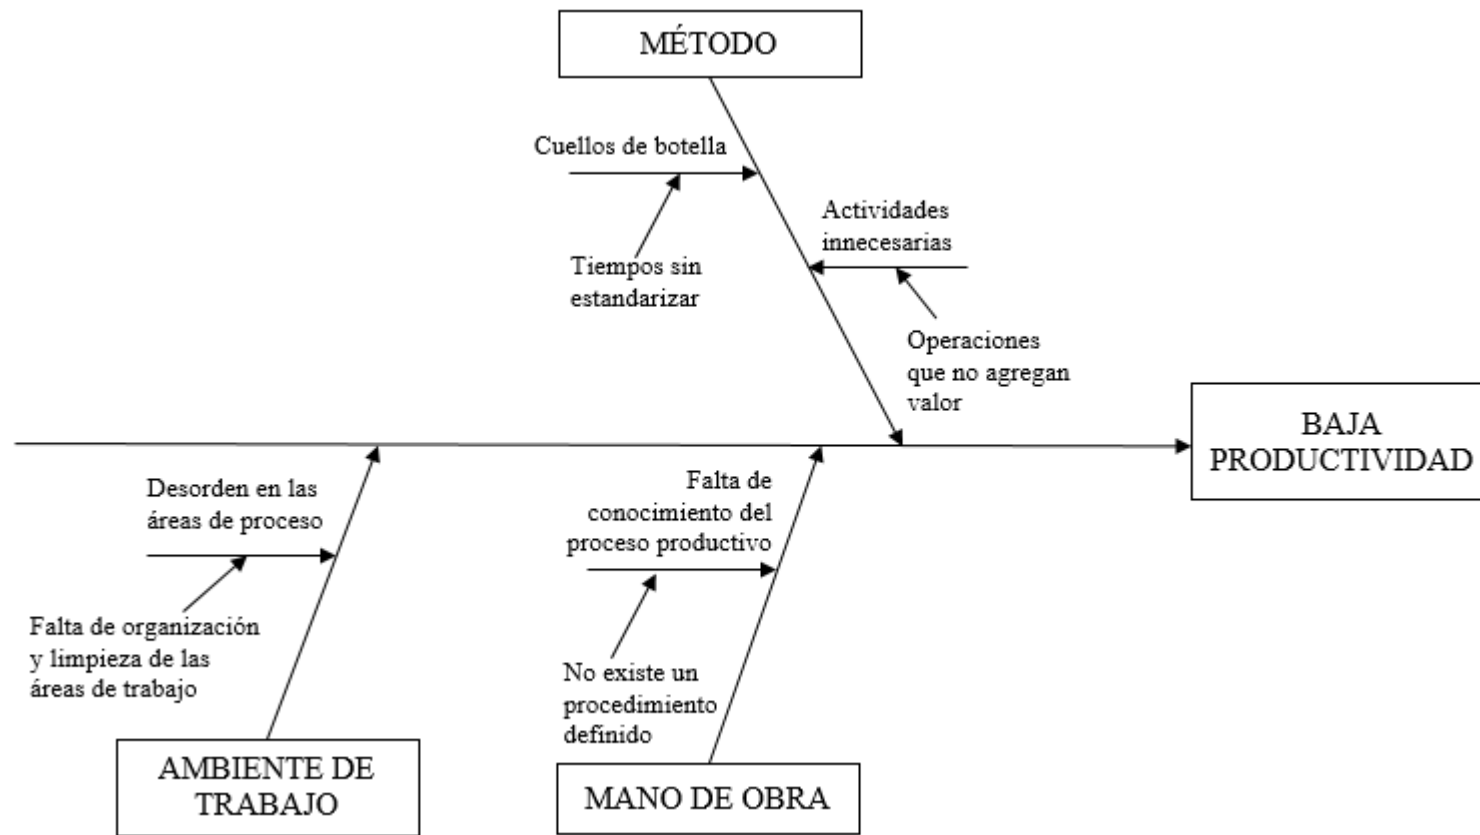 MÉTODO
Cuellos de botella
Tiempos sin
estandarizar
Actividades
innecesarias
Operaciones
que no agregan
valor
BAJA
PRODUCTIVIDAD
Desorden en las
áreas de proceso
Falta de organización
y limpieza de las
áreas de trabajo
AMBIENTE DE
TRABAJO
Falta de
conocimiento del
proceso productivo
No existe un
procedimiento
definido
MANO DE OBRA